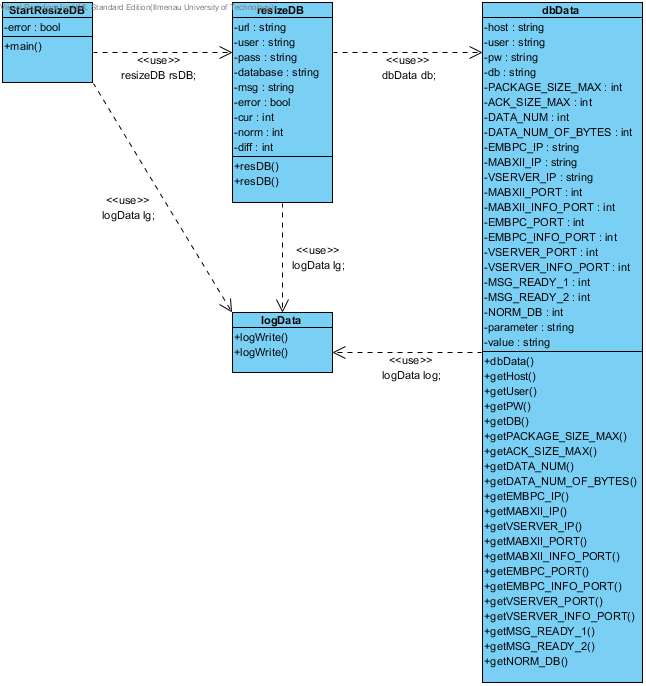 Standard Edition(Ilmenau University of Technology)
StartResizeDB
-error : bool
+main()
<<use>>
resizeDB rsDB;
<<use>>
logData lg;
resizeDB
-url : string
-user : string
-pass : string
-database : string
-msg : string
-error : bool
-cur : int
-norm : int
-diff : int
+resDB()
+resDB()
<<use>>
dbData db;
<<use>>
logData lg;
logData
+logWrite()
+logWrite()
<<use>>
logData log;
dbData
-host : string
-user : string
-pw : string
-db : string
-PACKAGE_SIZE_MAX : int
-ACK_SIZE_MAX : int
-DATA_NUM : int
-DATA_NUM_OF_BYTES : int
-EMBPC_IP : string
-MABXII_IP : string
-VSERVER_IP : string
-MABXII_PORT : int
-MABXII_INFO_PORT : int
-EMBPC_PORT : int
-EMBPC_INFO_PORT : int
-VSERVER_PORT : int
-VSERVER_INFO_PORT : int
-MSG_READY_1 : int
-MSG_READY_2 : int
-NORM_DB : int
-parameter : string
-value : string
+dbData()
+getHost()
+getUser()
+getPW()
+getDB()
+getPACKAGE_SIZE_MAX()
+getACK_SIZE_MAX()
+getDATA_NUM()
+getDATA_NUM_OF_BYTES()
+getEMBPC_IP()
+getMABXII_IP()
+getVSERVER_IP()
+getMABXII_PORT()
+getMABXII_INFO_PORT()
+getEMBPC_PORT()
+getEMBPC_INFO_PORT()
+getVSERVER_PORT()
+getVSERVER_INFO_PORT()
+getMSG_READY_1()
+getMSG_READY_2()
+getNORM_DB()